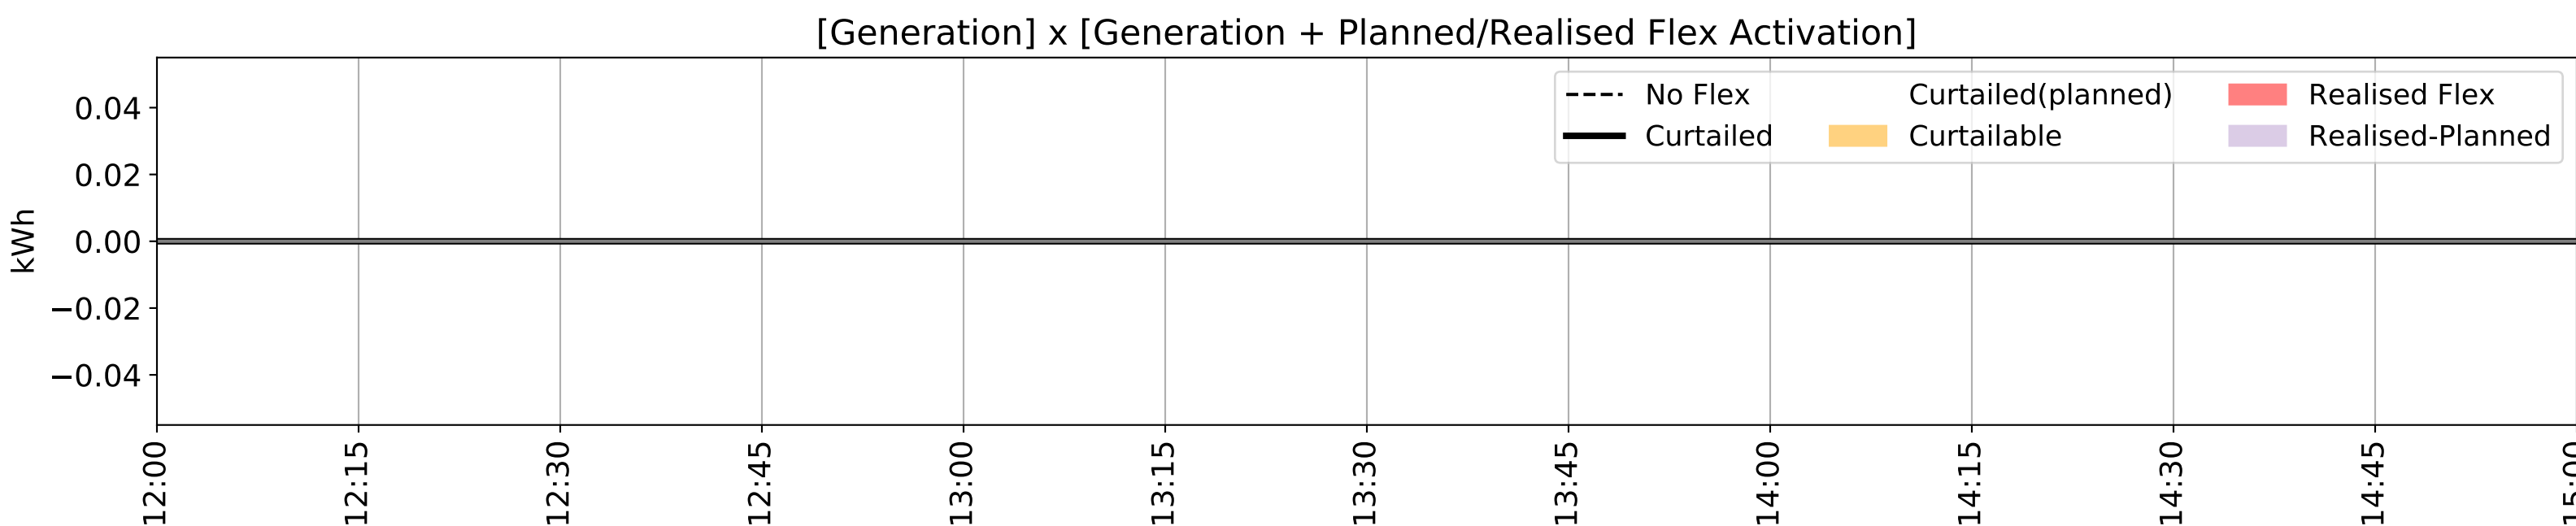 [Generation] x [Generation + Planned/Realised Flex Activation]
No Flex
Curtailed
Curtailed(planned)
Curtailable
Realised Flex
Realised-Planned
kWh
0.04
0.02
0.00
−0.02
−0.04
12:00
12:15
12:30
12:45
13:00
13:15
13:30
13:45
14:00
14:15
14:30
14:45
15:00